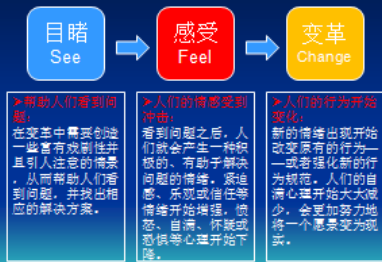 目睹
See
感受
Feel
变革
Change
➢帮助人们看到问
题:
在变革中需要创造
一些富有戏剧性并
且引人注意的情景
,从而帮助人们看
到问题,并找出相
应的解决方案。
➢人们的情感受到
冲击:
看到问题之后,人
们就会产生一种积
极的、有助于解决
问题的情绪。紧迫
感、乐观或信任等
情绪开始增强。愤
怒、自满、怀疑或
恐惧等心理开始下
降。
➢人们的行为开始
变化:
新的情绪出现开始
改变原有的行为—
—或者强化新的行
为规范。人们的自
满心理开始大大减
少,会更加努力地
将一个愿景变为现
实。